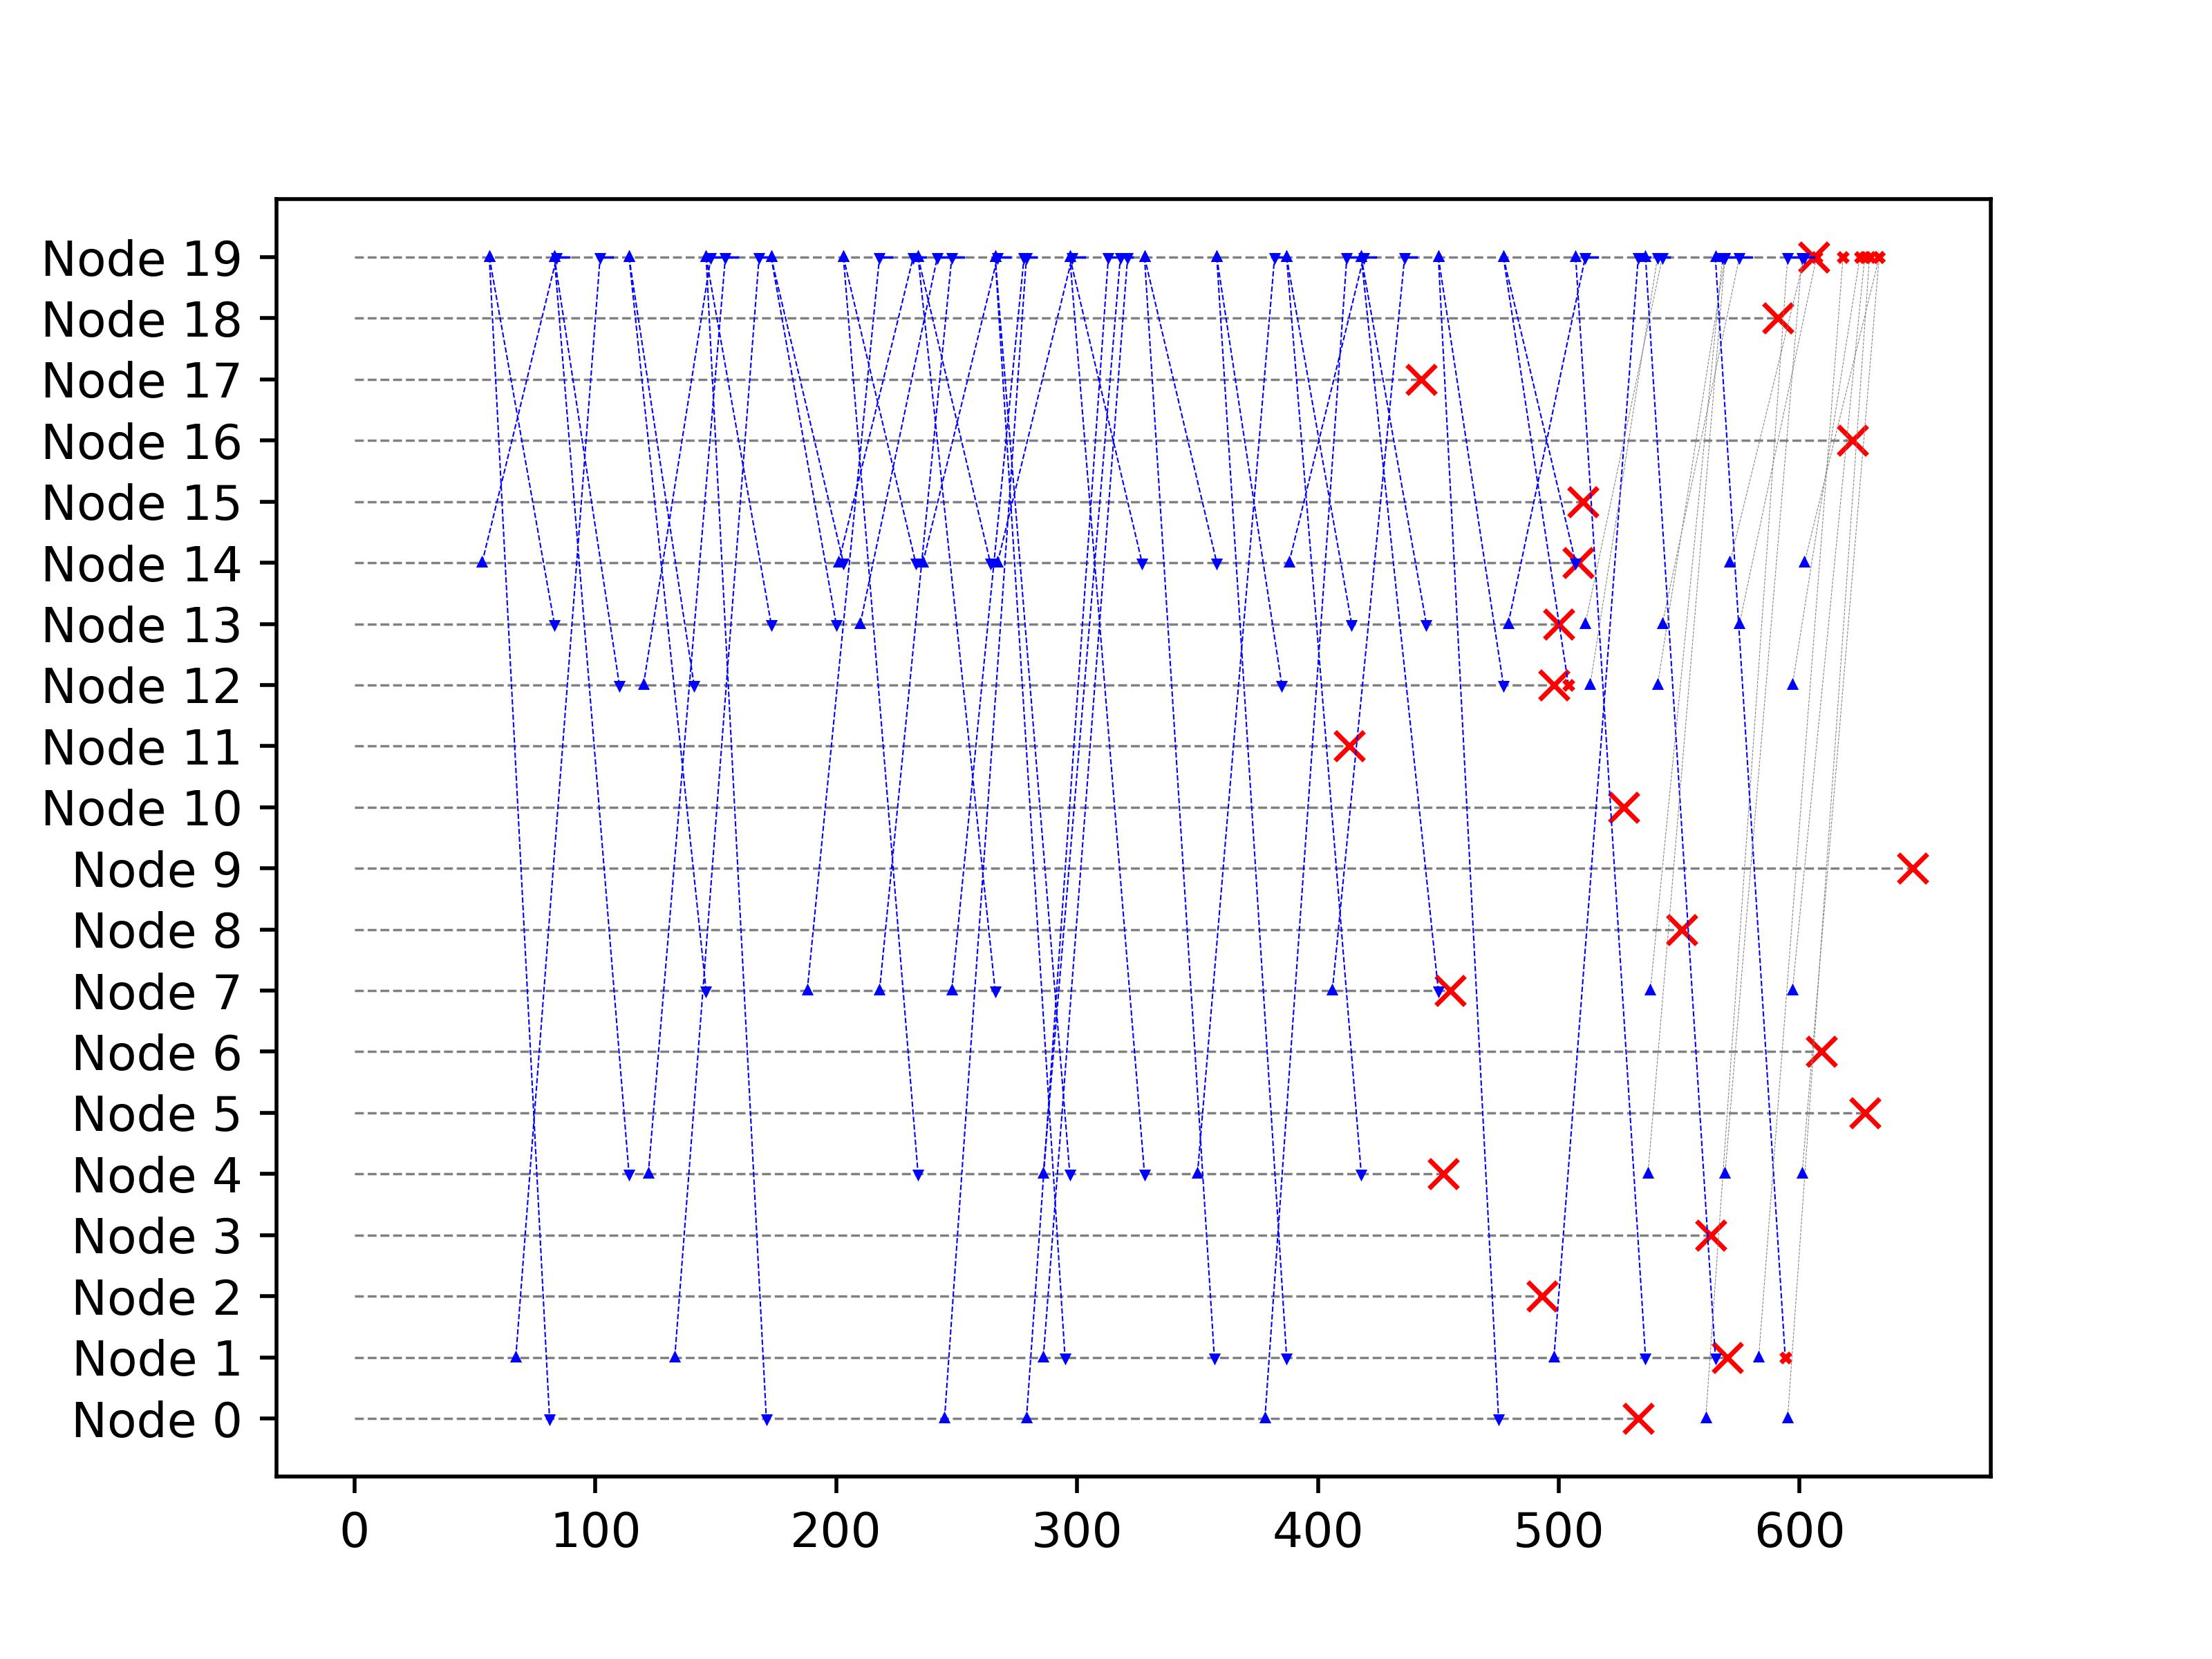 Node 19
Node 18
Node 17
Node 16
Node 15
Node 14
Node 13
Node 12
Node 11
Node 10
Node 9
Node 8
Node 7
Node 6
Node 5
Node 4
Node 3
Node 2
Node 1
Node 0
0 100 200 300 400 500 600